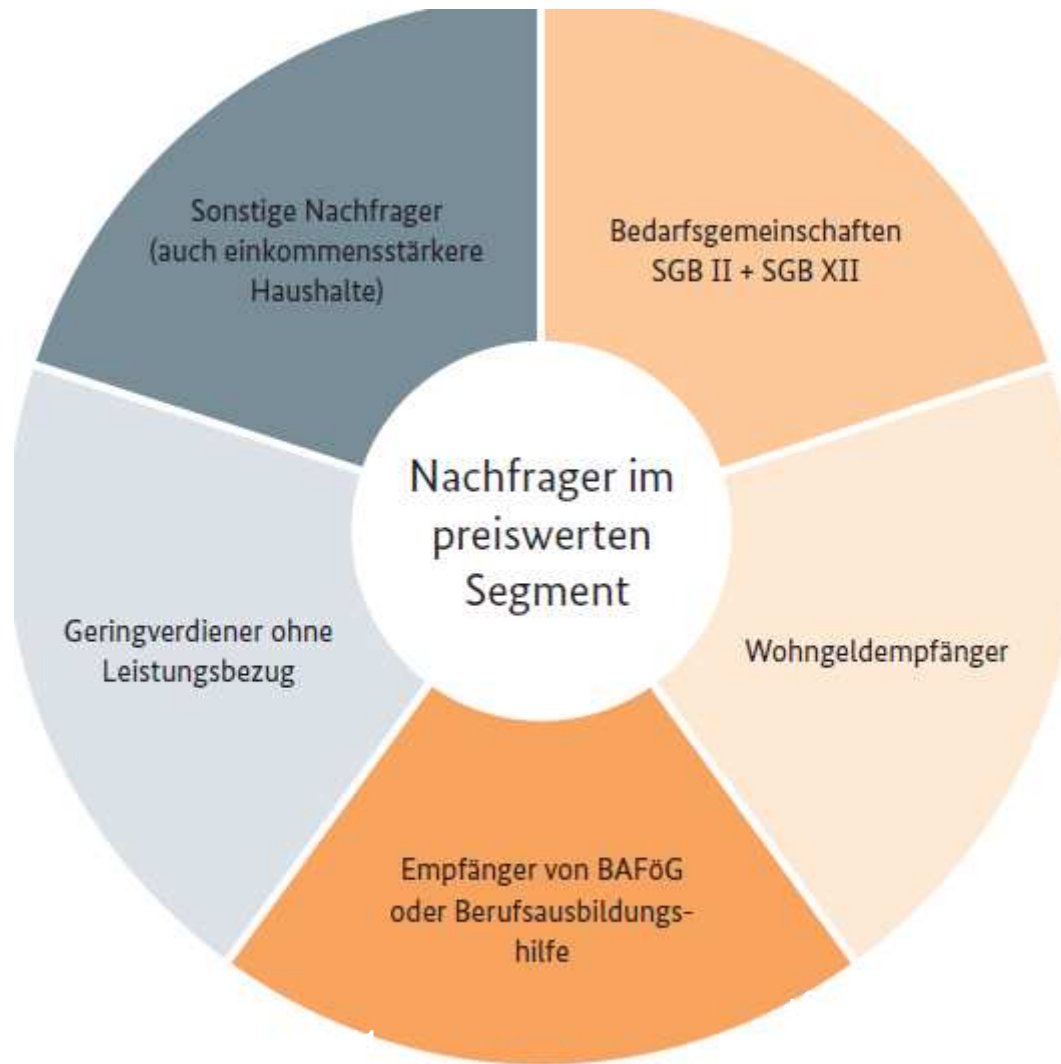 Sonstige Nachfrager
(auch einkommensstärkere
Haushalte)
Bedarfsgemeinschaften
SGB II + SGB XII
Nachfrager im
preiswerten
Segment
Geringverdiener ohne
Leistungsbezug
Wohngeldempfänger
Empfänger von BAFöG
oder Berufsausbildungs-
hilfe